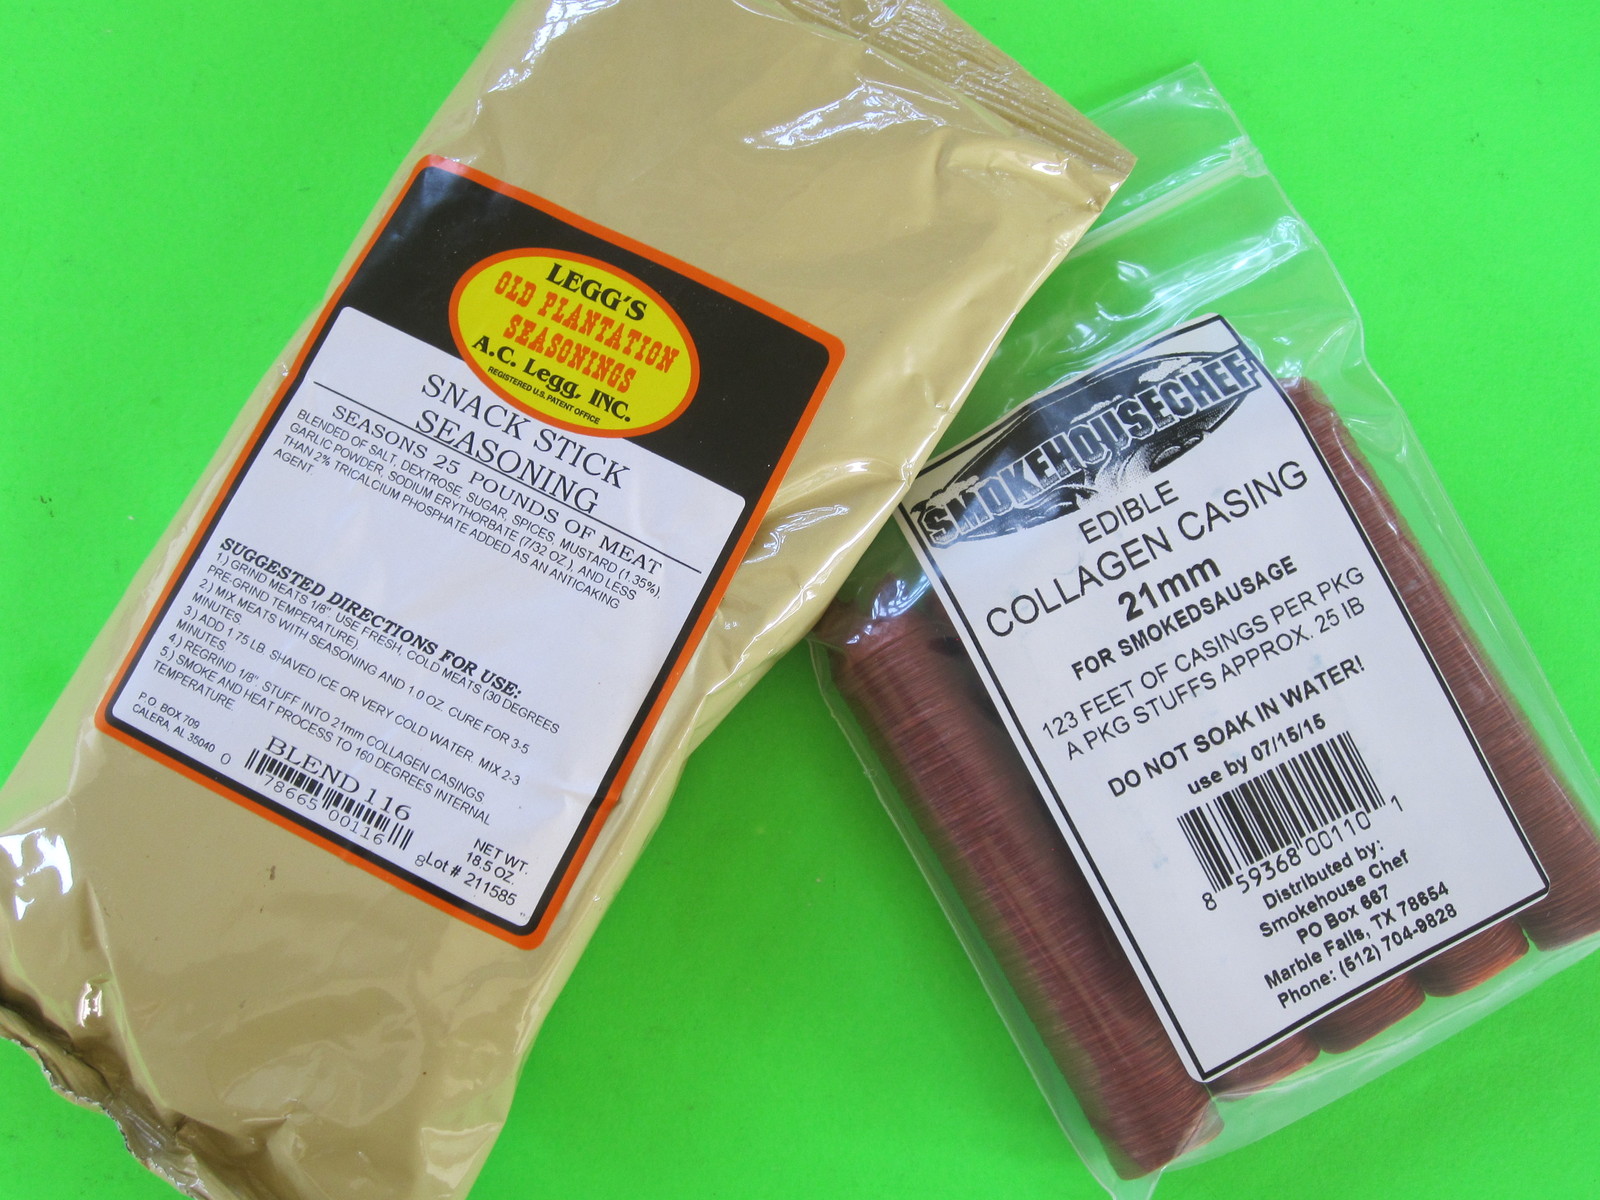 LEGG'S
OLD PLANTATION
SEASONINGS
A.C. Legg, INC.
REGISTERED U.S. PATENT OFFICE
SNACK STICK
SEASONING
SEASONS 25 POUNDS OF MEAT
BLENDED OF SALT, DEXTROSE, SUGAR, SPICES, MUSTARD (1.35%),
GARLIC POWDER, SODIUM ERYTHORBATE (7/32 OZ.), AND LESS
THAN 2% TRICALCIUM PHOSPHATE ADDED AS AN ANTICAKING
AGENT.
SUGGESTED DIRECTIONS FOR USE:
1.) GRIND MEATS 1/8" USE FRESH, COLD MEATS (30 DEGREES
PRE-GRIND TEMPERATURE).
2.) MIX MEATS WITH SEASONING AND 1.0 OZ. CURE FOR 3-5
MINUTES.
3.) ADD 1.75 LB. SHAVED ICE OR VERY COLD WATER. MIX 2-3
MINUTES.
4.) REGRIND 1/8". STUFF INTO 21mm COLLAGEN CASINGS.
5.) SMOKE AND HEAT PROCESS TO 160 DEGREES INTERNAL
TEMPERATURE.
P.O. BOX 709
CALERA, AL 35040
BLEND 116
0 78665 00116 8
NET WT.
18.5 OZ.
Lot # 211585
SMOKEHOUSECHEF
EDIBLE
COLLAGEN CASING
21mm
FOR SMOKEDSAUSAGE
123 FEET OF CASINGS PER PKG
A PKG STUFFS APPROX. 25 lB
DO NOT SOAK IN WATER!
use by 07/15/15
8 59368 00110 1
Distributed by:
Smokehouse Chef
PO Box 667
Marble Falls, TX 78654
Phone: (512) 704-9828